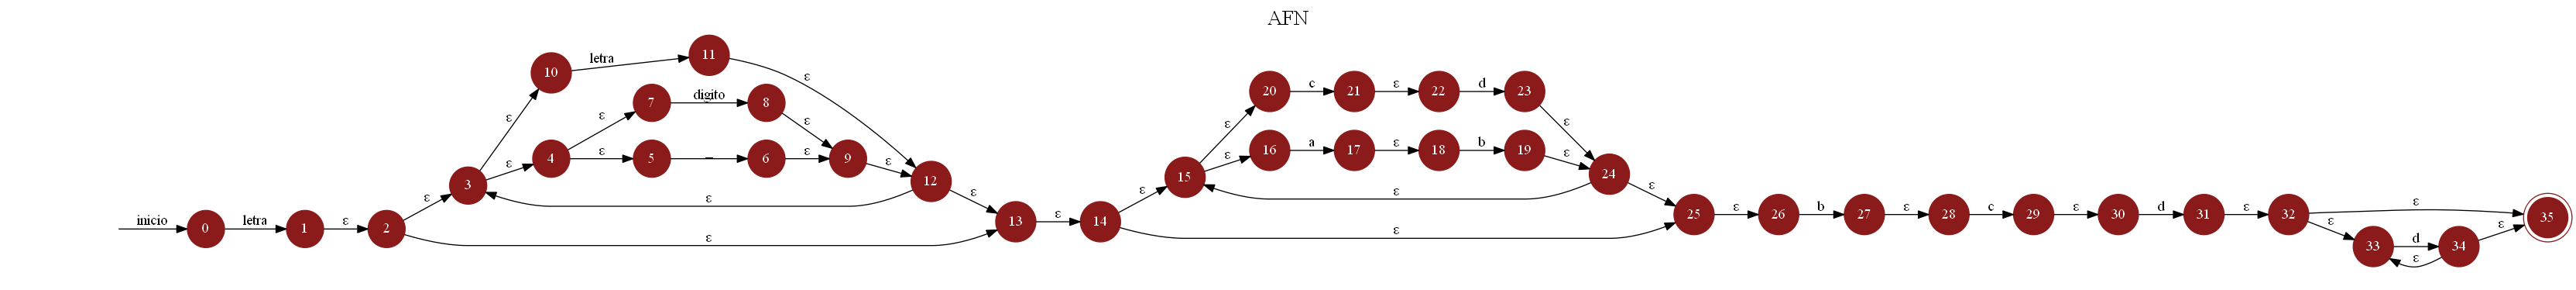 AFN
inicio
0
letra
1
ε
2
ε
ε
3
ε
ε
10
letra
11
ε
4
ε
ε
7
digito
8
ε
5
_
6
ε
9
ε
12
ε
ε
13
ε
14
ε
ε
15
ε
ε
20
c
21
ε
22
d
23
ε
16
a
17
ε
18
b
19
ε
24
ε
ε
25
ε
26
b
27
ε
28
c
29
ε
30
d
31
ε
32
ε
ε
33
d
34
ε
ε
35